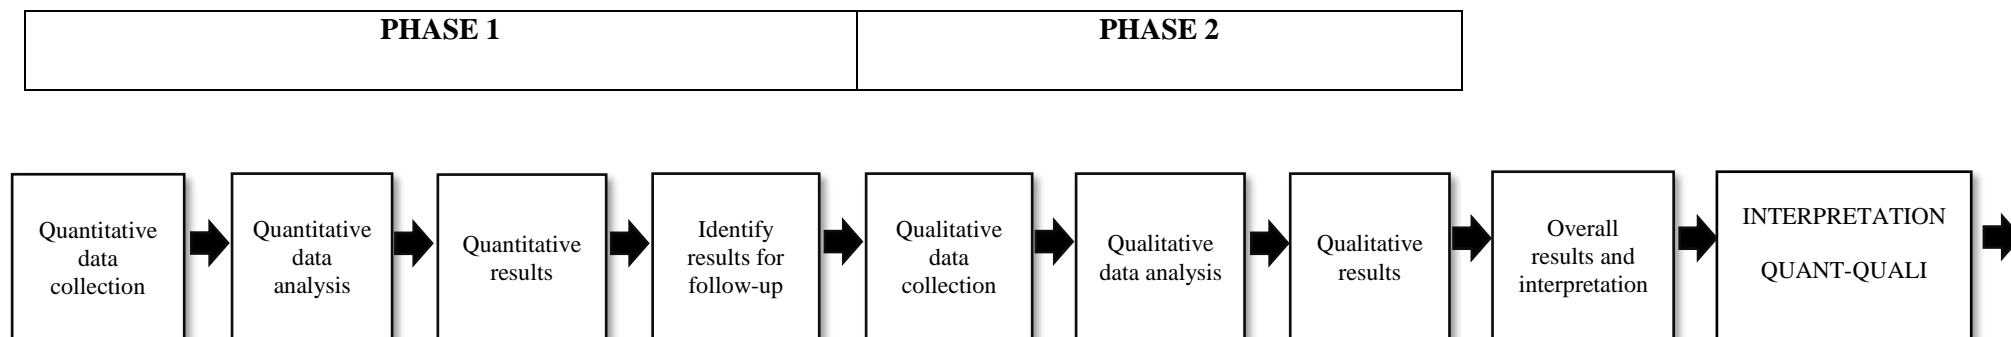 PHASE 1
PHASE 2
Quantitative
data
collection
Quantitative
data
analysis
Quantitative
results
Identify
results for
follow-up
Qualitative
data
collection
Qualitative
data analysis
Qualitative
results
Overall
results and
interpretation
INTERPRETATION
QUANT-QUALI